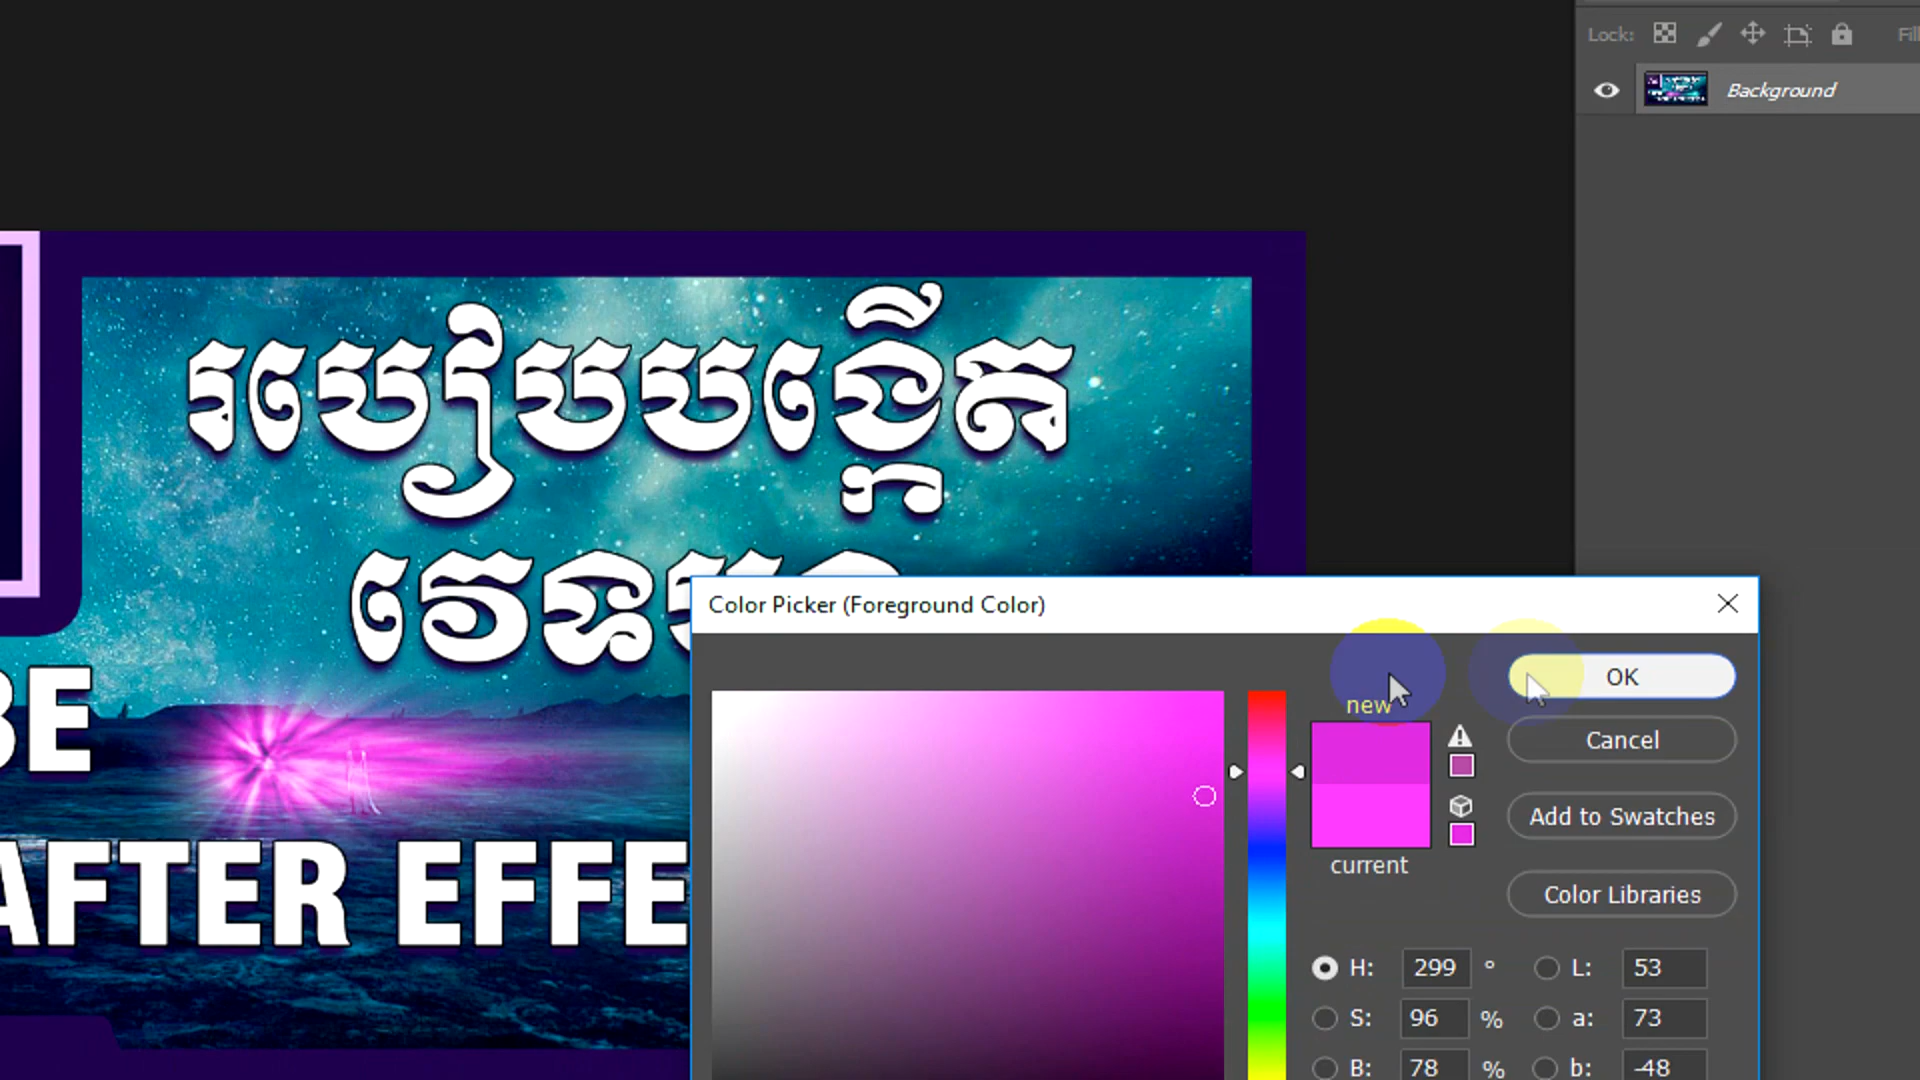 Lock:
Fill
Background
របៀបបង្កើត
Color Picker (Foreground Color)
OK
new
Cancel
BE
Add to Swatches
current
AFTER EFFE
Color Libraries
H: 299 ° L: 53
S: 96 % a: 73
B: 78 % b: -48